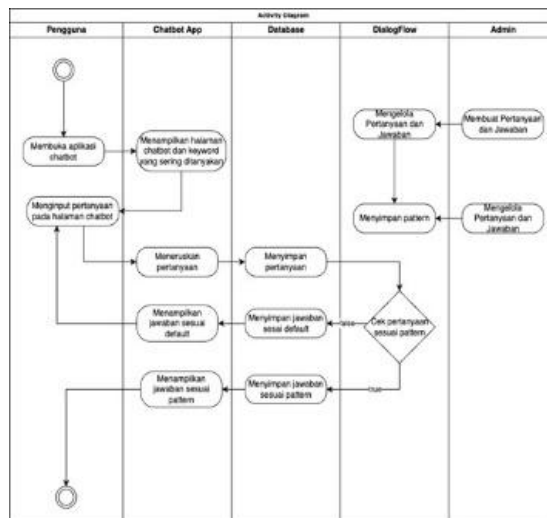 Activity Diagram
Pengguna
Chatbot App
Database
DialogFlow
Admin
Membuka aplikasi
chatbot
Menampilkan halaman
chatbot dan keyword
yang sering ditanyakan
Mengelola
Pertanyaan dan
Jawaban
Membuat Pertanyaan
dan Jawaban
Menginput pertanyaan
pada halaman chatbot
Menyimpan pattern
Mengelola
Pertanyaan dan
Jawaban
Meneruskan
pertanyaan
Menyimpan
pertanyaan
Menampilkan
jawaban sesuai
default
Menyimpan jawaban
sesai default
false
Cek pertanyaan
sesuai pattern
Menampilkan
jawaban sesuai
pattern
Menyimpan jawaban
sesuai pattern
true